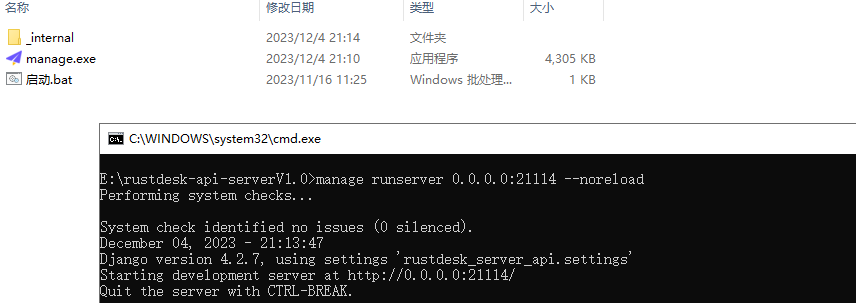 名称 修改日期 类型 大小
_internal 2023/12/4 21:14 文件夹
manage.exe 2023/12/4 21:10 应用程序 4,305 KB
启动.bat 2023/11/16 11:25 Windows 批处理... 1 KB
C:\WINDOWS\system32\cmd.exe
E:\rustdesk-api-serverV1.0>manage runserver 0.0.0.0:21114 --noreload
Performing system checks...
System check identified no issues (0 silenced).
December 04, 2023 - 21:13:47
Django version 4.2.7, using settings 'rustdesk_server_api.settings'
Starting development server at http://0.0.0.0:21114/
Quit the server with CTRL-BREAK.